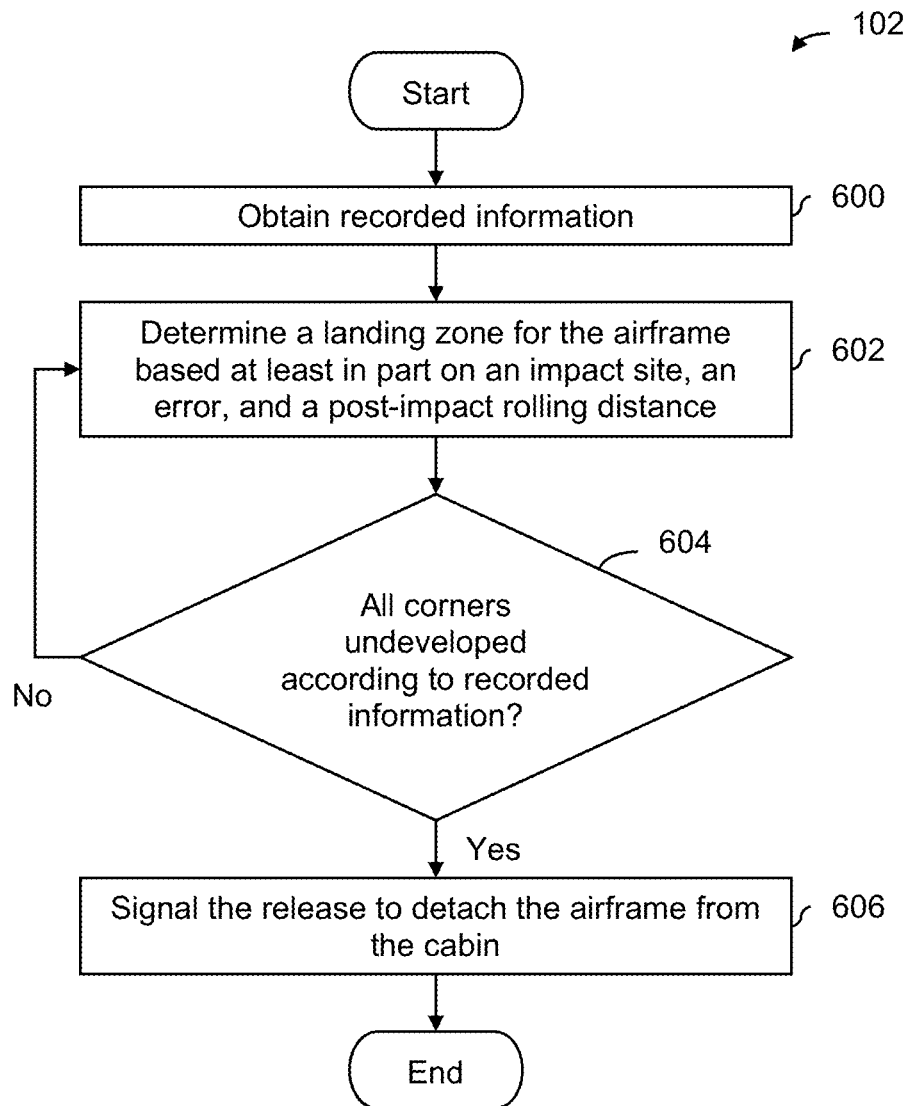 102
Start
Obtain recorded information
600
Determine a landing zone for the airframe
based at least in part on an impact site, an
error, and a post-impact rolling distance
602
604
All corners
undeveloped
according to recorded
information?
No
Yes
Signal the release to detach the airframe from
the cabin
606
End